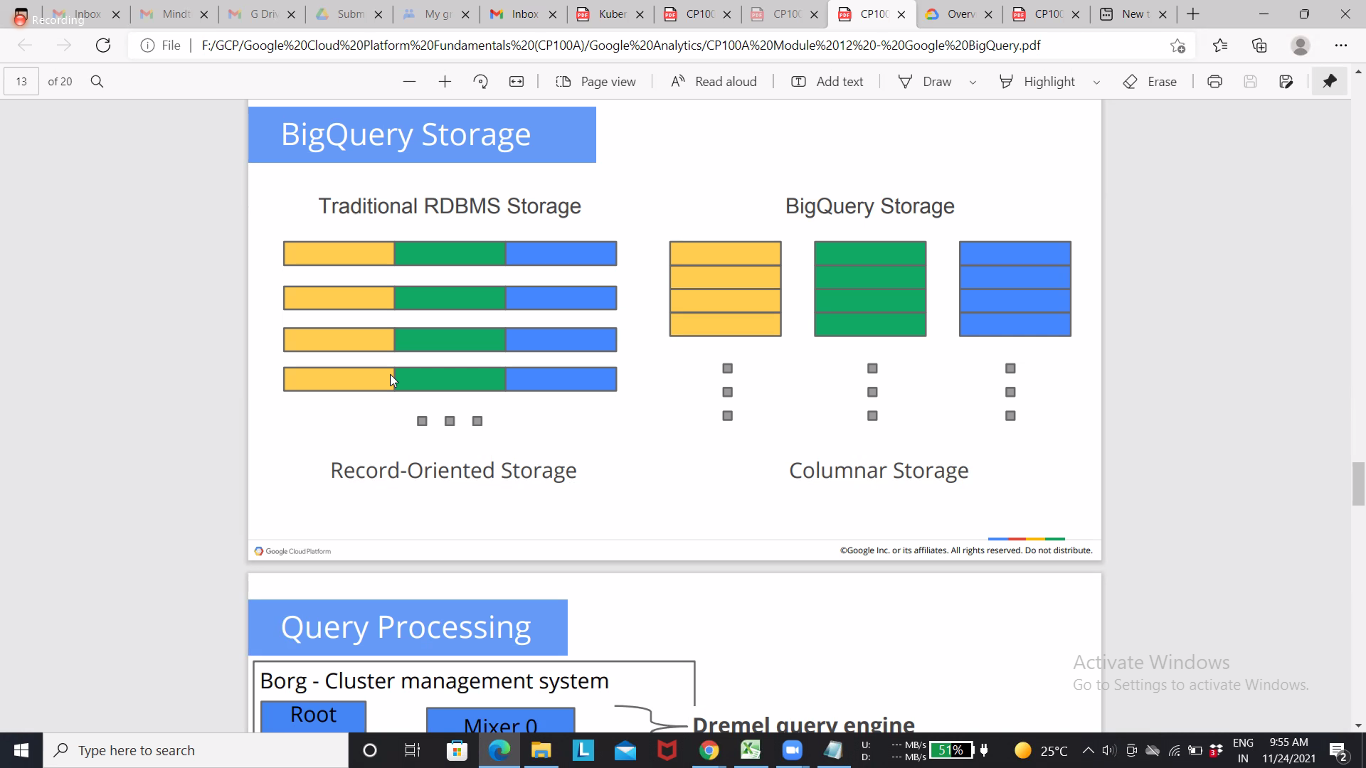 Recording
Inbox
Mindt
G Driv
Subm
My gr
Inbox
Kuber
CP100
CP100
CP100
Overv
CP100
New t
File
F:/GCP/Google%20Cloud%20Platform%20Fundamentals%20(CP100A)/Google%20Analytics/CP100A%20Module%2012%20-%20Google%20BigQuery.pdf
13 of 20
Page view
Read aloud
Add text
Draw
Highlight
Erase
BigQuery Storage
Traditional RDBMS Storage
BigQuery Storage
Record-Oriented Storage
Columnar Storage
Google Cloud Platform
©Google Inc. or its affiliates. All rights reserved. Do not distribute.
Query Processing
Borg - Cluster management system
Root
Mixer 0
Dremel query engine
Activate Windows
Go to Settings to activate Windows.
Type here to search
U: --- MB/s
D: --- MB/s
51%
25°C
ENG
IN
9:55 AM
11/24/2021
2